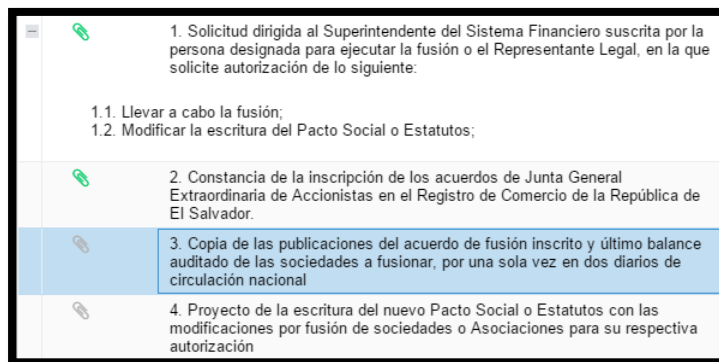 1. Solicitud dirigida al Superintendente del Sistema Financiero suscrita por la
persona designada para ejecutar la fusión o el Representante Legal, en la que
solicite autorización de lo siguiente:
1.1. Llevar a cabo la fusión;
1.2. Modificar la escritura del Pacto Social o Estatutos;
2. Constancia de la inscripción de los acuerdos de Junta General
Extraordinaria de Accionistas en el Registro de Comercio de la República de
El Salvador.
3. Copia de las publicaciones del acuerdo de fusión inscrito y último balance
auditado de las sociedades a fusionar, por una sola vez en dos diarios de
circulación nacional
4. Proyecto de la escritura del nuevo Pacto Social o Estatutos con las
modificaciones por fusión de sociedades o Asociaciones para su respectiva
autorización